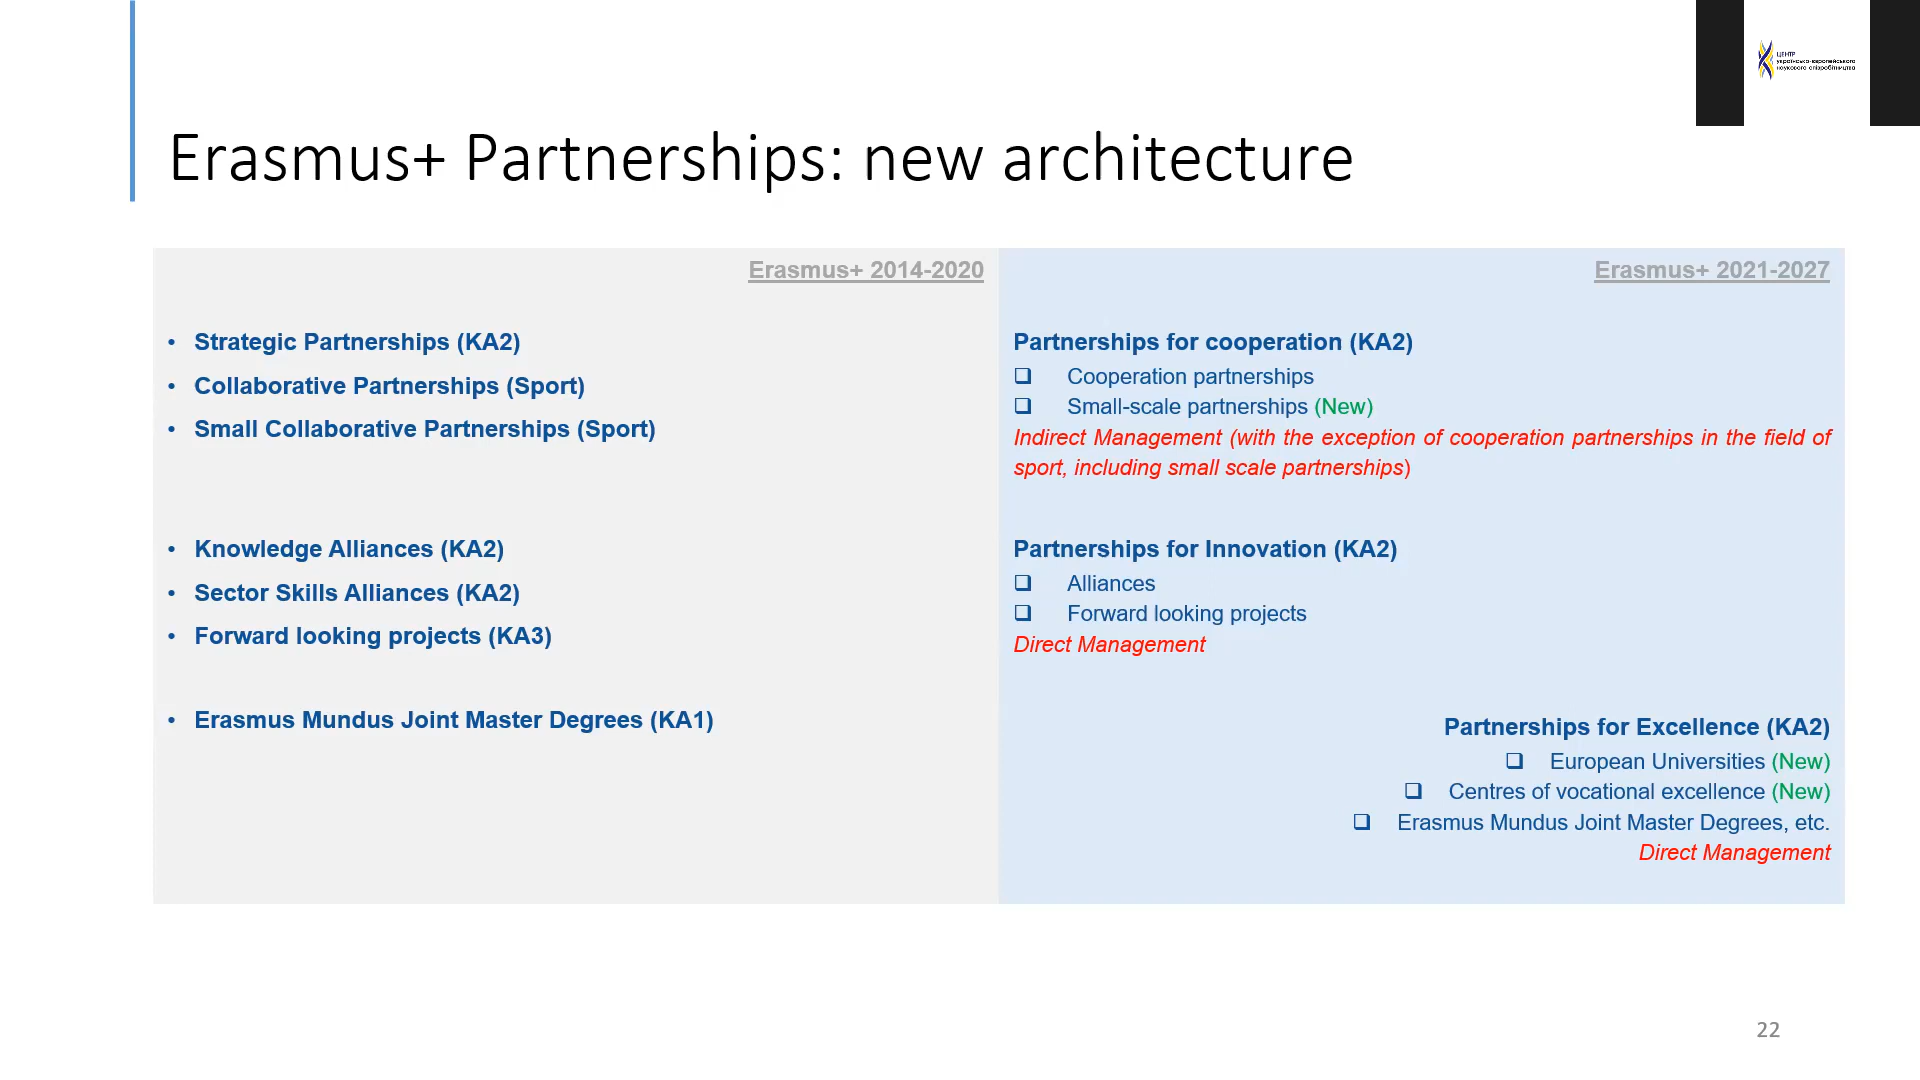 ЦЕНТР
українсько-європейського
наукового співробітництва
Erasmus+ Partnerships: new architecture
Erasmus+ 2014-2020
• Strategic Partnerships (KA2)
• Collaborative Partnerships (Sport)
• Small Collaborative Partnerships (Sport)
• Knowledge Alliances (KA2)
• Sector Skills Alliances (KA2)
• Forward looking projects (KA3)
• Erasmus Mundus Joint Master Degrees (KA1)
Erasmus+ 2021-2027
Partnerships for cooperation (KA2)
❑ Cooperation partnerships
❑ Small-scale partnerships (New)
Indirect Management (with the exception of cooperation partnerships in the field of
sport, including small scale partnerships)
Partnerships for Innovation (KA2)
❑ Alliances
❑ Forward looking projects
Direct Management
Partnerships for Excellence (KA2)
❑ European Universities (New)
❑ Centres of vocational excellence (New)
❑ Erasmus Mundus Joint Master Degrees, etc.
Direct Management
22